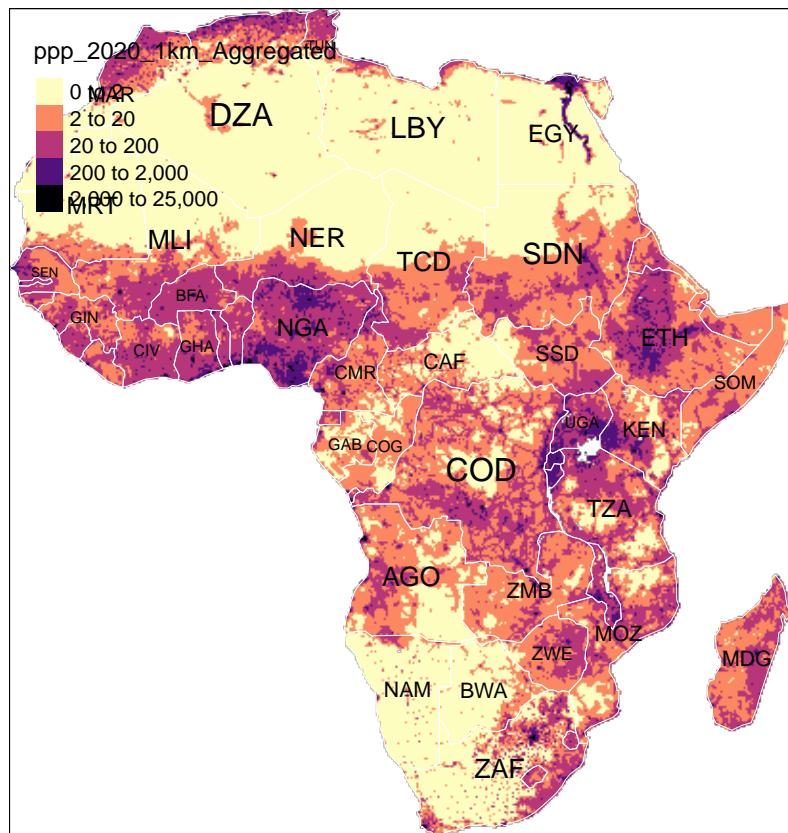 ppp_2020_1km_Aggregated
TUN
0 to 2
MAR
2 to 20
20 to 200
200 to 2,000
2,000 to 25,000
MRT
DZA
LBY
EGY
MLI
NER
TCD
SDN
SEN
BFA
GIN
NGA
CIV
GHA
ETH
CAF
SSD
CMR
SOM
UGA
KEN
GAB
COG
COD
TZA
AGO
ZMB
MOZ
ZWE
MDG
NAM
BWA
ZAF